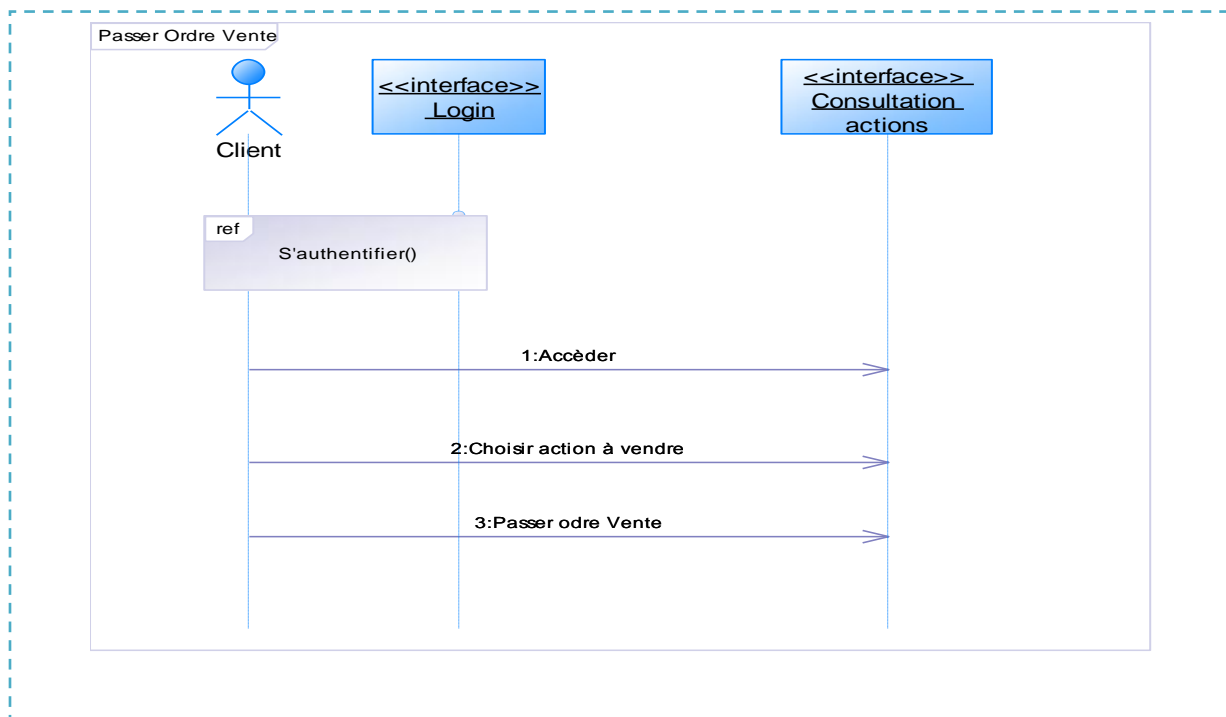 Passer Ordre Vente
<<interface>>
Login
<<interface>>
Consultation
actions
Client
ref
S'authentifier()
1:Accèder
2:Choisir action à vendre
3:Passer odre Vente